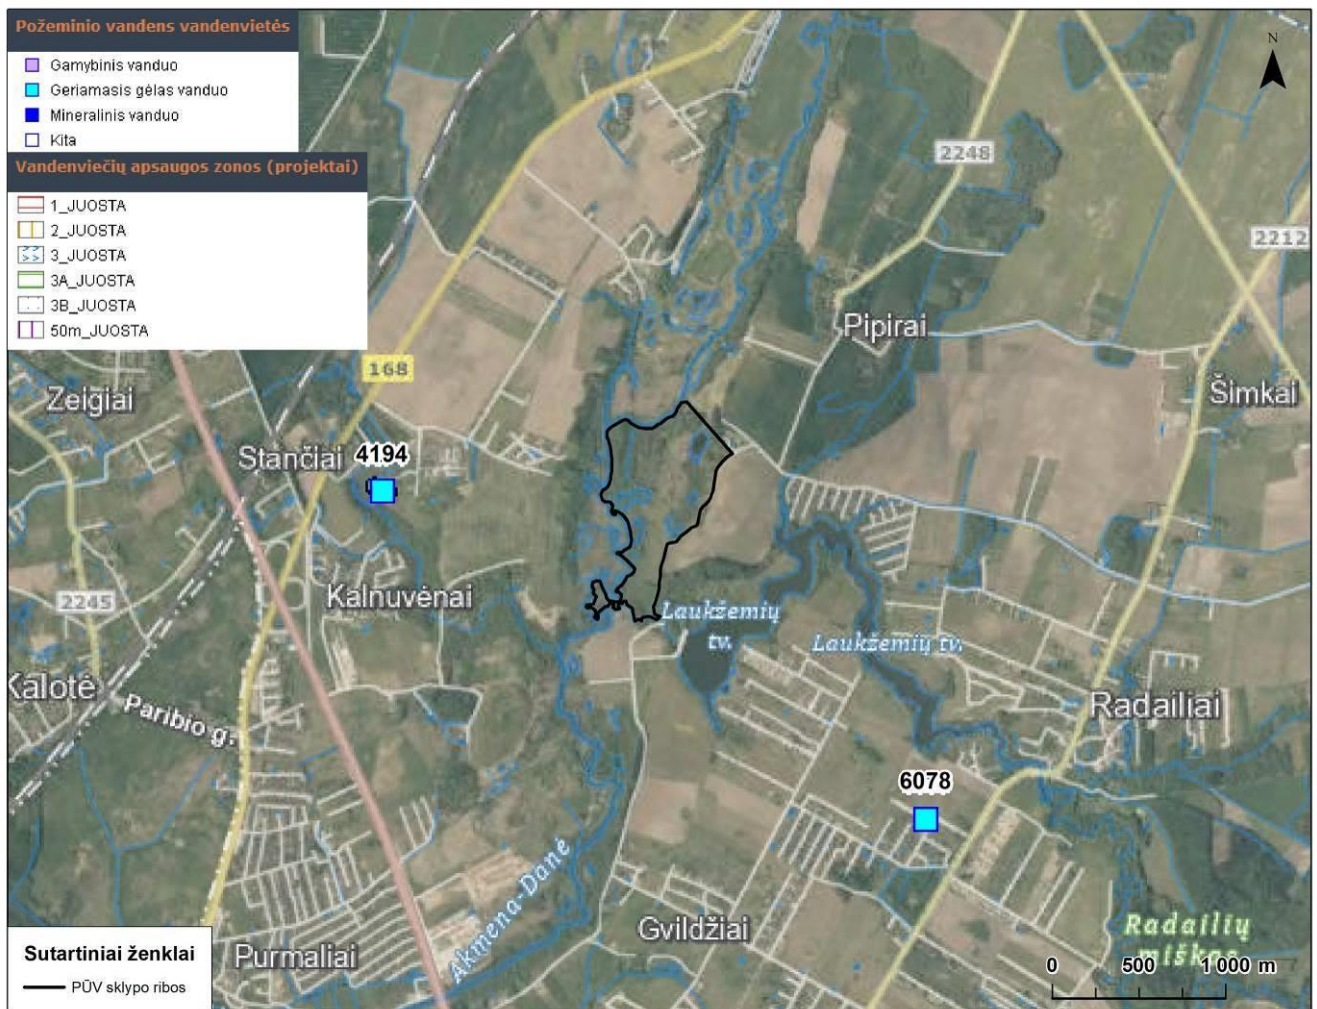 Požeminio vandens vandenvietės
Gamybinis vanduo
Geriamasis gėlas vanduo
Mineralinis vanduo
Kita
Vandenviečių apsaugos zonos (projektai)
1_JUOSTA
2_JUOSTA
3_JUOSTA
3A_JUOSTA
3B_JUOSTA
50m_JUOSTA
N
2248
2212
Pipirai
168
Zeigiai
Šimkai
Stančiai
4194
2245
Kalnuvėnai
Laukžemių
tv.
Laukžemių tv.
Kalotė
Paribio g.
Radailiai
6078
Akmena-Danė
Gvildžiai
Radailių
miškas
Purmaliai
Sutartiniai ženklai
PŪV sklypo ribos
0 500 1 000 m